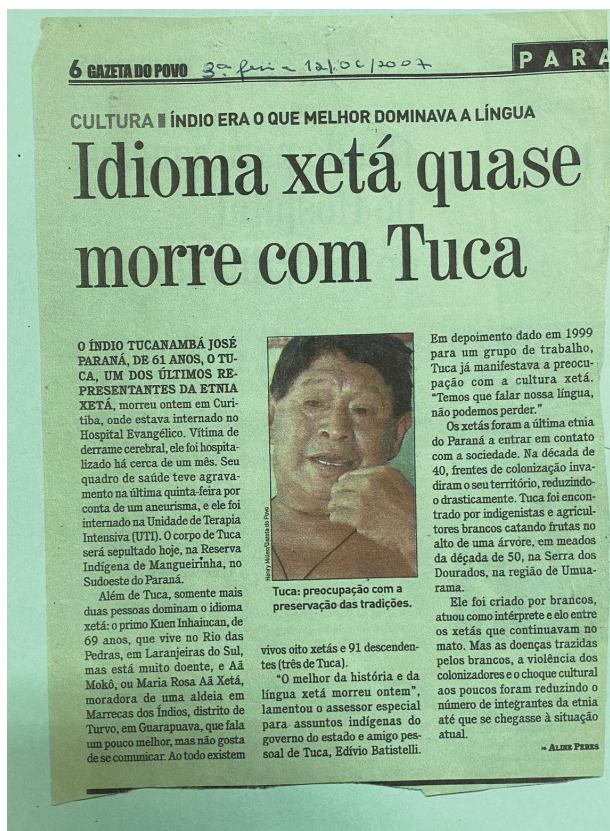 6 GAZETA DO POVO 3ª feira 12/06/2007
PARA
CULTURA ÍNDIO ERA O QUE MELHOR DOMINAVA A LÍNGUA
Idioma xetá quase
morre com Tuca
O ÍNDIO TUCANAMBÁ JOSÉ
PARANÁ, DE 61 ANOS, O TU-
CA, UM DOS ÚLTIMOS RE-
PRESENTANTES DA ETNIA
XETÁ, morreu ontem em Curi-
tiba, onde estava internado no
Hospital Evangélico. Vítima de
derrame cerebral, ele foi hospita-
lizado há cerca de um mês. Seu
quadro de saúde teve agrava-
mento na última quinta-feira por
conta de um aneurisma, e ele foi
internado na Unidade de Terapia
Intensiva (UTI). O corpo de Tuca
será sepultado hoje, na Reserva
Indígena de Mangueirinha, no
Sudoeste do Paraná.
Além de Tuca, somente mais
duas pessoas dominam o idioma
xetá: o primo Kuen Inhaiucan, de
69 anos, que vive no Rio das
Pedras, em Laranjeiras do Sul,
mas está muito doente, e Aã
Mokô, ou Maria Rosa Aã Xetá,
moradora de uma aldeia em
Marrecas dos Índios, distrito de
Turvo, em Guarapuava, que fala
um pouco melhor, mas não gosta
de se comunicar. Ao todo existem
Henry Milleo/Gazeta do Povo
Tuca: preocupação com a
preservação das tradições.
vivos oito xetás e 91 descenden-
tes (três de Tuca).
"O melhor da história e da
língua xetá morreu ontem",
lamentou o assessor especial
para assuntos indígenas do
governo do estado e amigo pes-
soal de Tuca, Edívio Batistelli.
Em depoimento dado em 1999
para um grupo de trabalho,
Tuca já manifestava a preocu-
pação com a cultura xetá.
"Temos que falar nossa língua,
não podemos perder."
Os xetás foram a última etnia
do Paraná a entrar em contato
com a sociedade. Na década de
40, frentes de colonização inva-
diram o seu território, reduzindo-
o drasticamente. Tuca foi encon-
trado por indigenistas e agricul-
tores brancos catando frutas no
alto de uma árvore, em meados
da década de 50, na Serra dos
Dourados, na região de Umua-
rama.
Ele foi criado por brancos,
atuou como intérprete e elo entre
os xetás que continuavam no
mato. Mas as doenças trazidas
pelos brancos, a violência dos
colonizadores e o choque cultural
aos poucos foram reduzindo o
número de integrantes da etnia
até que se chegasse à situação
atual.
ALINE PERES